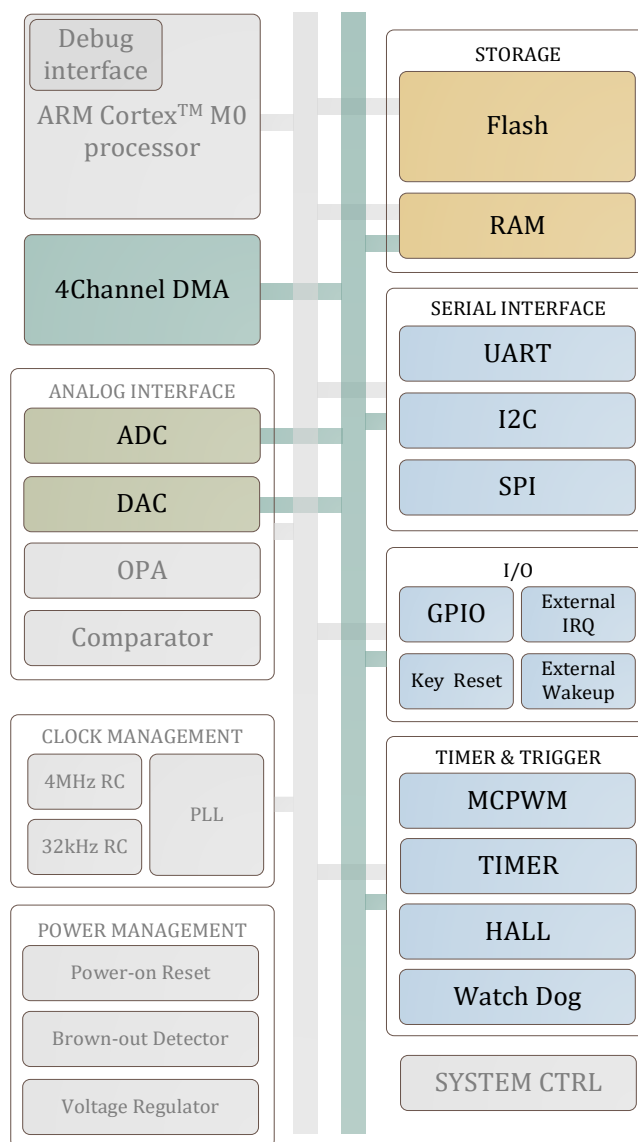 Debug
interface
ARM Cortex™ M0
processor
4Channel DMA
ANALOG INTERFACE
ADC
DAC
OPA
Comparator
CLOCK MANAGEMENT
4MHz RC
32kHz RC
PLL
POWER MANAGEMENT
Power-on Reset
Brown-out Detector
Voltage Regulator
STORAGE
Flash
RAM
SERIAL INTERFACE
UART
I2C
SPI
I/O
GPIO
External
IRQ
Key Reset
External
Wakeup
TIMER & TRIGGER
MCPWM
TIMER
HALL
Watch Dog
SYSTEM CTRL